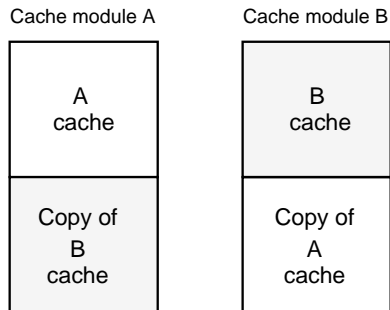 Cache module A
Cache module B
A
cache
B
cache
Copy of
B
cache
Copy of
A
cache